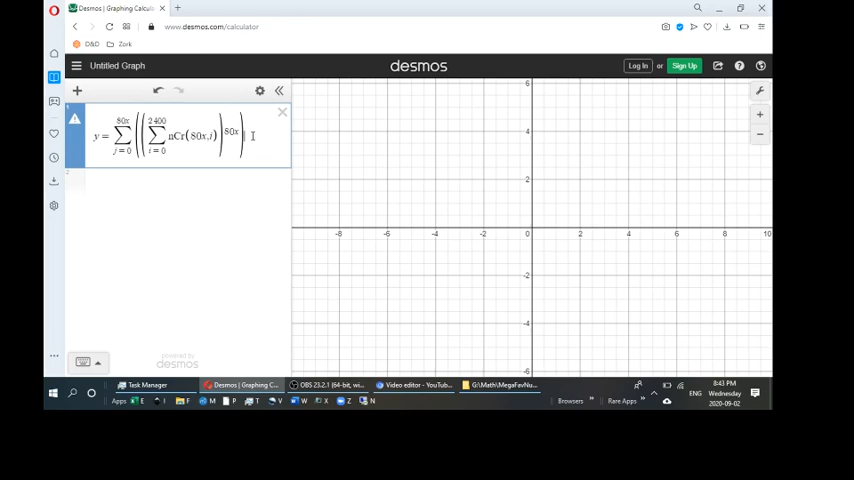 Desmos | Graphing Calculator
www.desmos.com/calculator
D&D Zork
Untitled Graph
desmos
Log In or Sign Up
1
80x 2400
y = ∑ ((∑ nCr(80x,i))^80x)
j = 0 i = 0
2
6
4
2
-8 -6 -4 -2 0 2 4 6 8 10
-2
-4
-6
powered by
desmos
Task Manager Desmos | Graphing C... OBS 23.2.1 (64-bit, wi... Video editor - YouTub... G:\Math\MegaFavNu...
8:43 PM
ENG Wednesday
2020-09-02
Apps E I F M P T V W X Z N Browsers » Rare Apps »